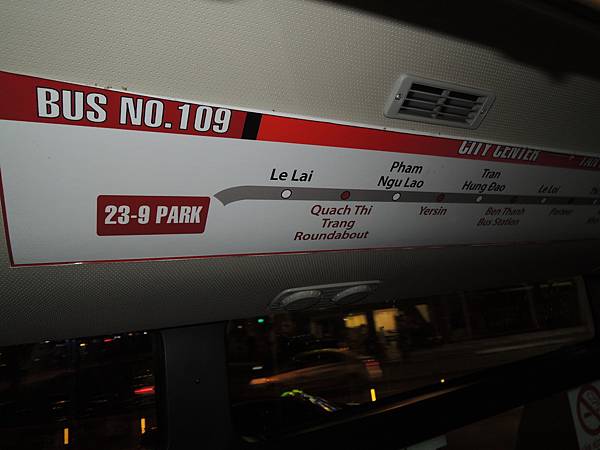 BUS NO.109
CITY CENTER
Le Lai
Pham
Ngu Lao
Tran
Hung Dao
Le Loi
23-9 PARK
Quach Thi
Trang
Roundabout
Yersin
Ben Thanh
Bus Station
Pasteur